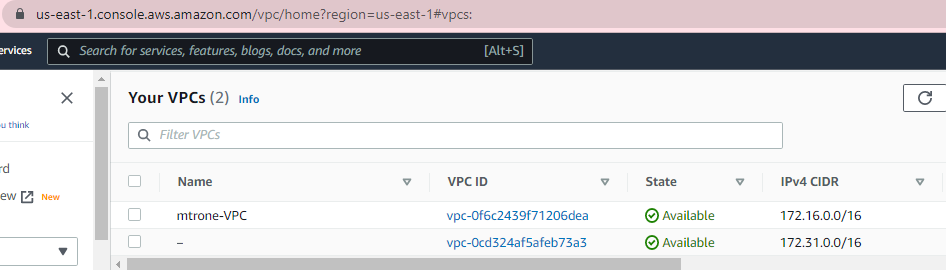 us-east-1.console.aws.amazon.com/vpc/home?region=us-east-1#vpcs:
ervices Search for services, features, blogs, docs, and more [Alt+S]
Your VPCs (2) Info
u think
Filter VPCs
rd
ew New
Name VPC ID State IPv4 CIDR
mtrone-VPC vpc-0f6c2439f71206dea Available 172.16.0.0/16
– vpc-0cd324af5afeb73a3 Available 172.31.0.0/16